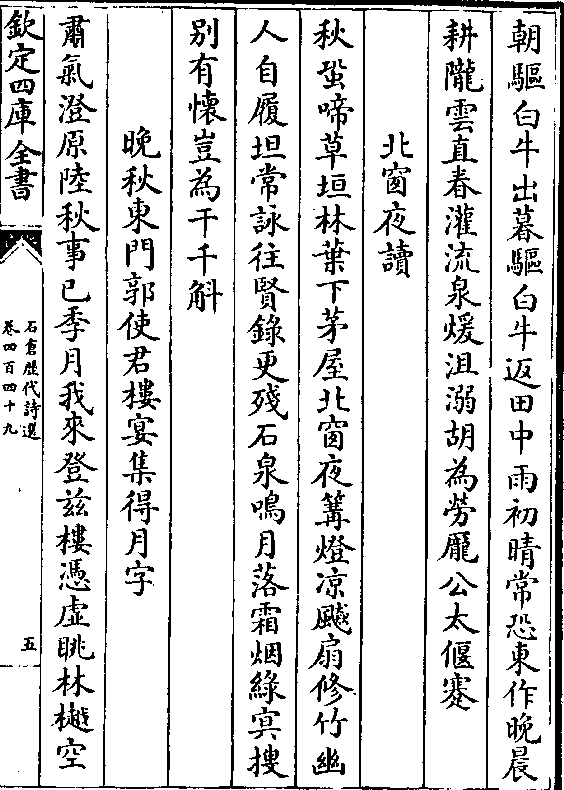 朝驅白牛出暮驅白牛返田中雨初晴常恐東作晚晨
耕隴雲直舂灌流泉煖沮溺胡為勞龎公太偃蹇
北窗夜讀
秋蛩啼草垣林葉下茅屋北窗夜篝燈凉飈扇修竹幽
人自履坦常詠往賢錄更殘石泉鳴月落霜烟綠㝠搜
别有懐豈為干千斛
晚秋東門郭使君樓宴集得月字
肅氣澄原陸秋事已季月我來登兹樓憑虚眺林樾空
欽定四庫全書
石倉歷代詩選
卷四百四十九
五